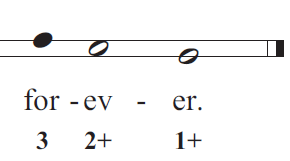 for - ev - er.
3 2+ 1+